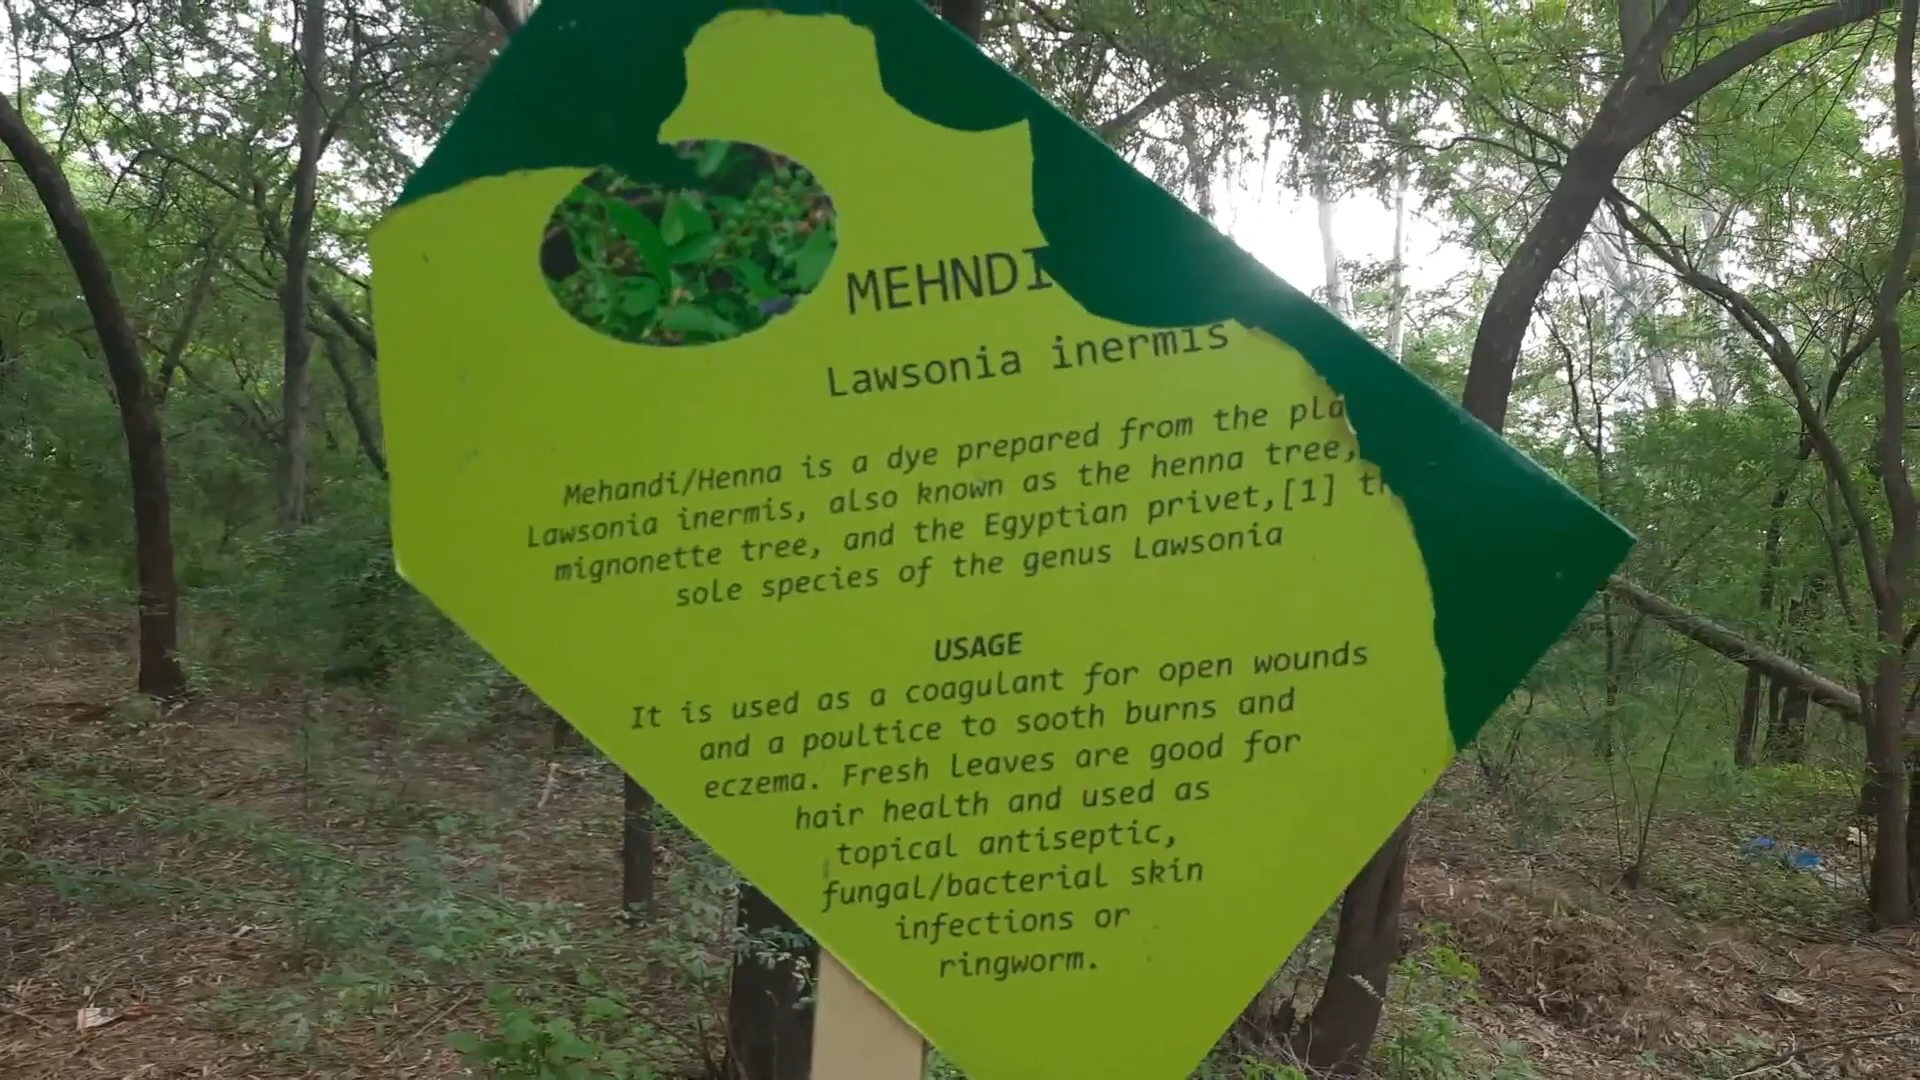 MEHNDI
Lawsonia inermis
Mehandi/Henna is a dye prepared from the pla
Lawsonia inermis, also known as the henna tree,
mignonette tree, and the Egyptian privet,[1] th
sole species of the genus Lawsonia
USAGE
It is used as a coagulant for open wounds
and a poultice to sooth burns and
eczema. Fresh leaves are good for
hair health and used as
topical antiseptic,
fungal/bacterial skin
infections or
ringworm.